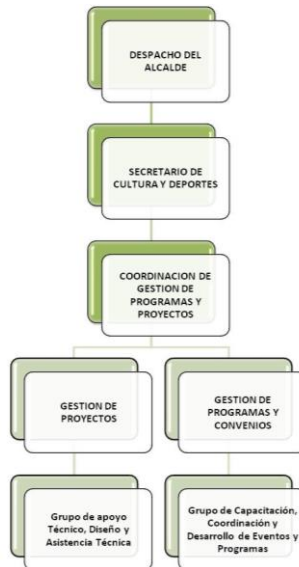 DESPACHO DEL
ALCALDE
SECRETARIO DE
CULTURA Y DEPORTES
COORDINACION DE
GESTION DE
PROGRAMAS Y
PROYECTOS
GESTION DE
PROYECTOS
GESTION DE
PROGRAMAS Y
CONVENIOS
Grupo de apoyo
Técnico, Diseño y
Asistencia Técnica
Grupo de Capacitación,
Coordinación y
Desarrollo de Eventos y
Programas